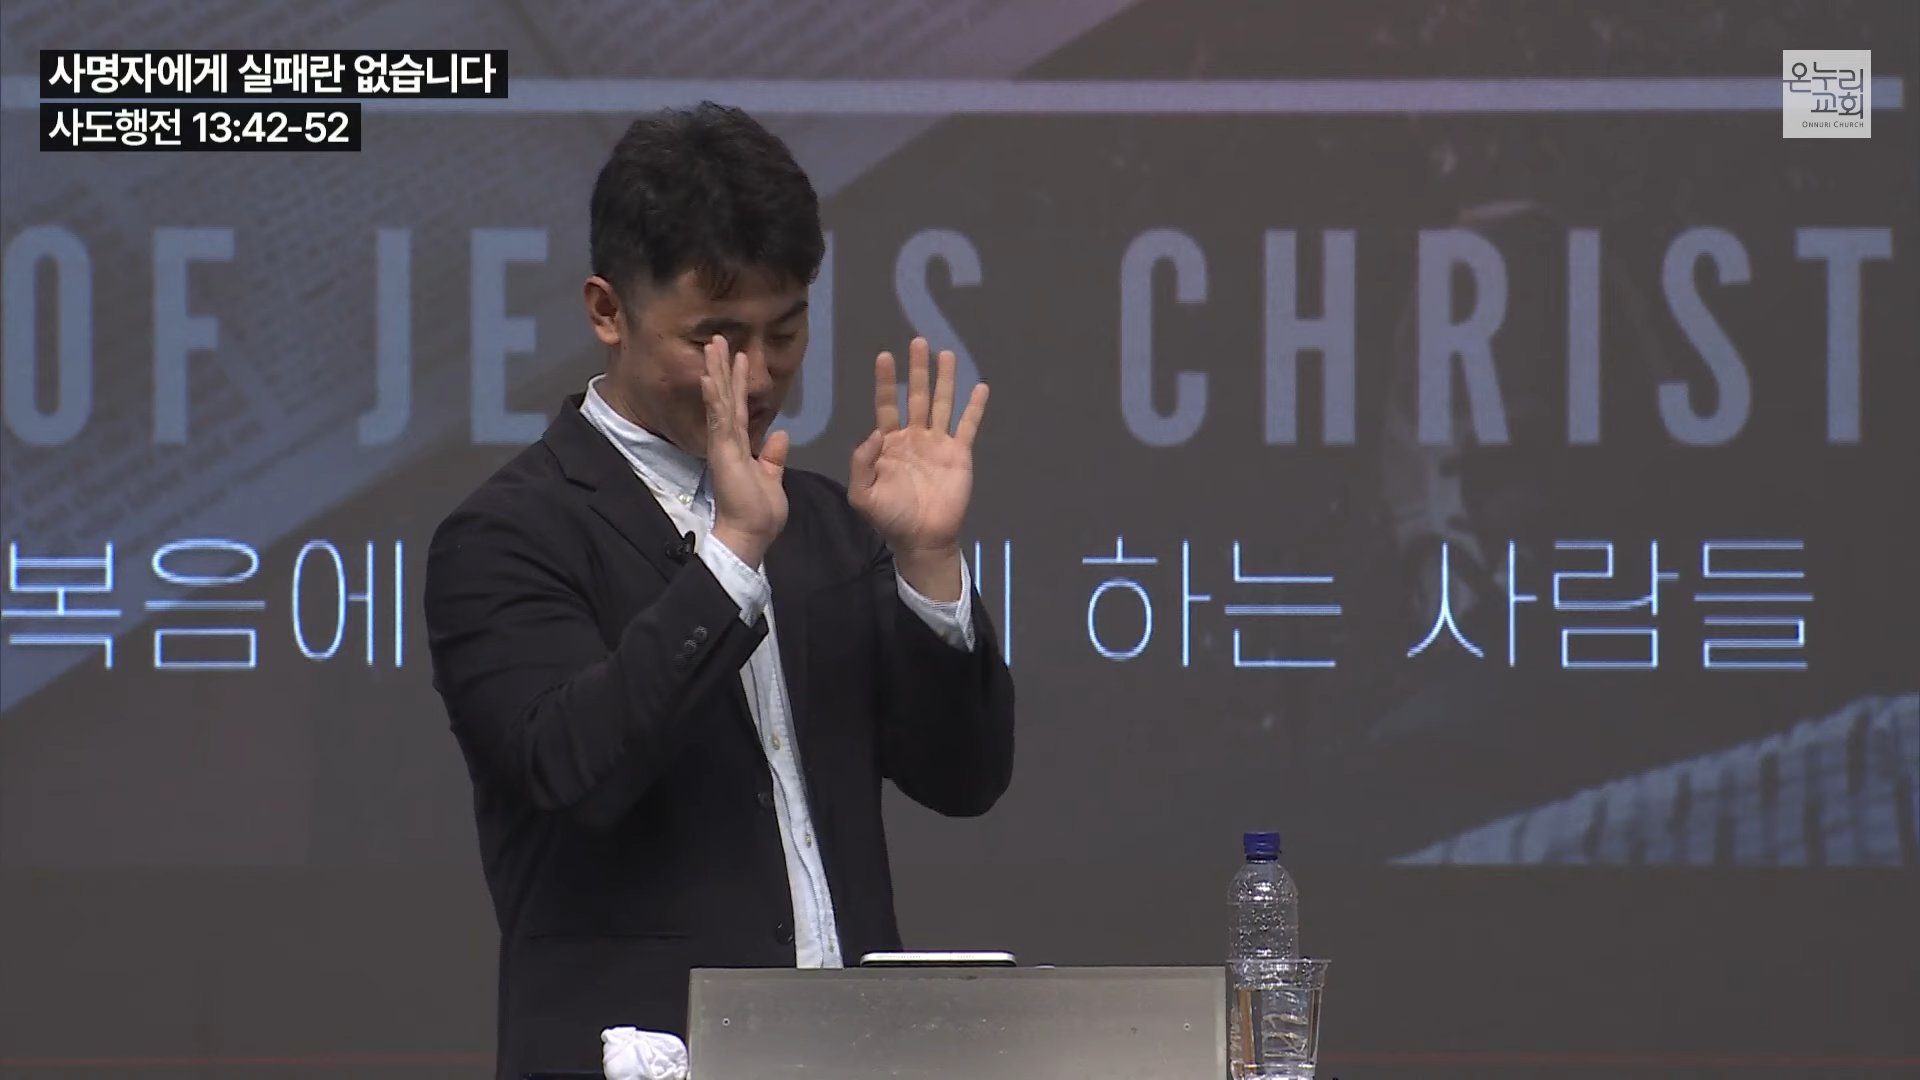 사명자에게 실패란 없습니다
사도행전 13:42-52
온누리
교회
ONNURI CHURCH
OF JE US CHRIST
복음에 하는 사람들